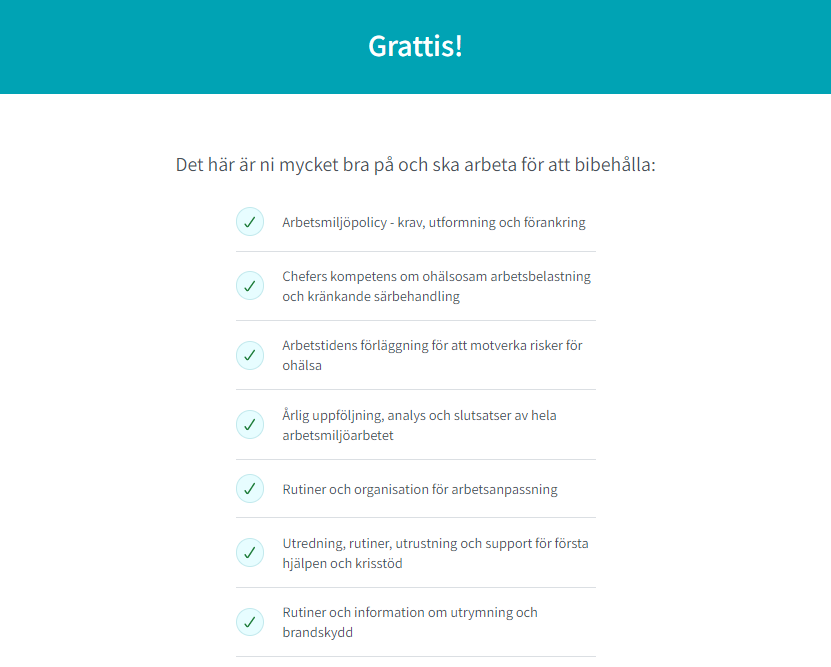 Grattis!
Det här är ni mycket bra på och ska arbeta för att bibehålla:
Arbetsmiljöpolicy - krav, utformning och förankring
Chefers kompetens om ohälsosam arbetsbelastning
och kränkande särbehandling
Arbetstidens förläggning för att motverka risker för
ohälsa
Årlig uppföljning, analys och slutsatser av hela
arbetsmiljöarbetet
Rutiner och organisation för arbetsanpassning
Utredning, rutiner, utrustning och support för första
hjälpen och krisstöd
Rutiner och information om utrymning och
brandskydd